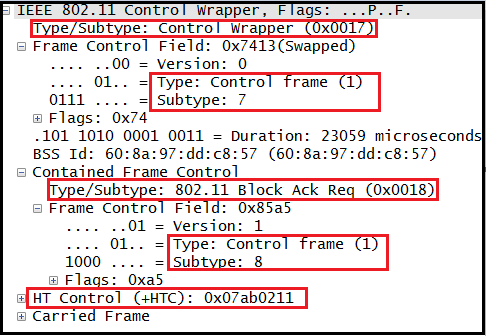 IEEE 802.11 Control Wrapper, Flags: ...P..F.
Type/Subtype: Control Wrapper (0x0017)
Frame Control Field: 0x7413(Swapped)
.... ..00 = Version: 0
.... 01.. = Type: Control frame (1)
0111 .... = Subtype: 7
Flags: 0x74
.101 1010 0001 0011 = Duration: 23059 microseconds
BSS Id: 60:8a:97:dd:c8:57 (60:8a:97:dd:c8:57)
Contained Frame Control
Type/Subtype: 802.11 Block Ack Req (0x0018)
Frame Control Field: 0x85a5
.... ..01 = Version: 1
.... 01.. = Type: Control frame (1)
1000 .... = Subtype: 8
Flags: 0xa5
HT Control (+HTC): 0x07ab0211
Carried Frame